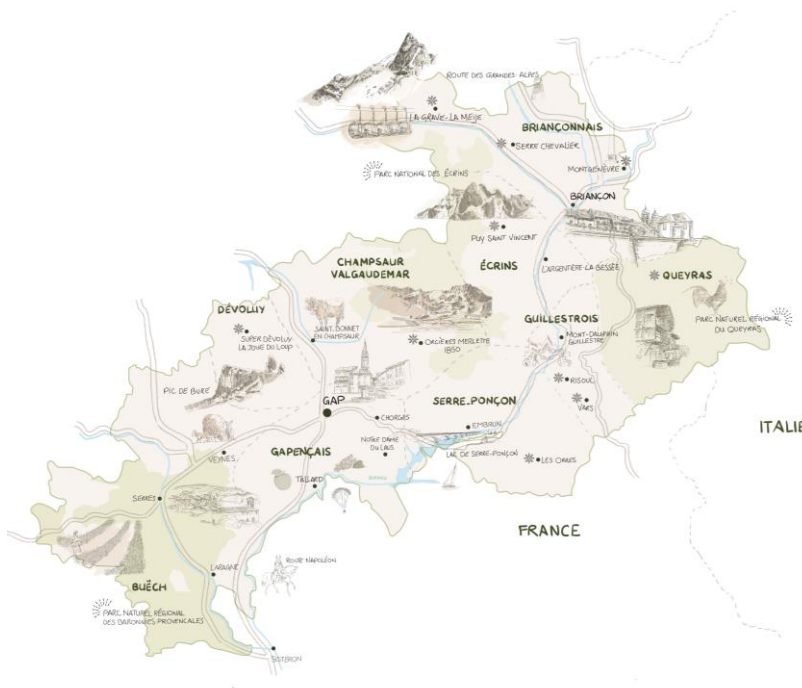 ROUTE DES GRANDES ALPES
LA GRAVE-LA MEIJE
BRIANÇONNAIS
SERRE CHEVALIER
MONTGENÈVRE
PARC NATIONAL DES ÉCRINS
BRIANÇON
PUY SAINT VINCENT
CHAMPSAUR
VALGAUDEMAR
ÉCRINS
L'ARGENTIÈRE-LA BESSÉE
QUEYRAS
DÉVOLUY
SAINT BONNET
EN CHAMPSAUR
GUILLESTROIS
PARC NATUREL RÉGIONAL
DU QUEYRAS
SUPER DÉVOLUY
LA JOUE DU LOUP
ORCIÈRES MERLETTE
1850
MONT-DAUPHIN
GUILLESTRE
PIC DE BURE
RISOUL
GAP
SERRE-PONÇON
VARS
CHORGES
EMBRUN
ITALIE
VEYNES
GAPENÇAIS
NOTRE DAME
DU LAUS
LAC DE SERRE-PONÇON
LES ORRES
TALLARD
SERRES
FRANCE
ROUTE NAPOLÉON
LARAGNE
BUËCH
PARC NATUREL RÉGIONAL
DES BARONNIES PROVENÇALES
SISTERON